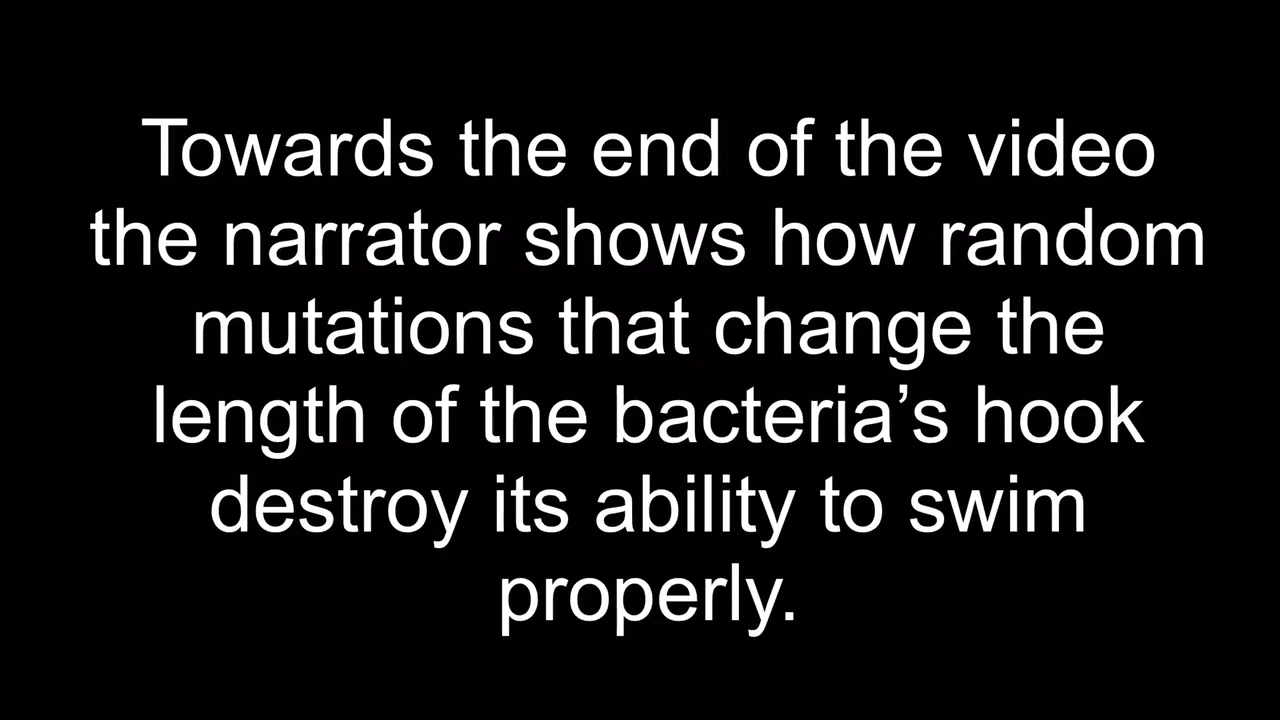 Towards the end of the video
the narrator shows how random
mutations that change the
length of the bacteria’s hook
destroy its ability to swim
properly.